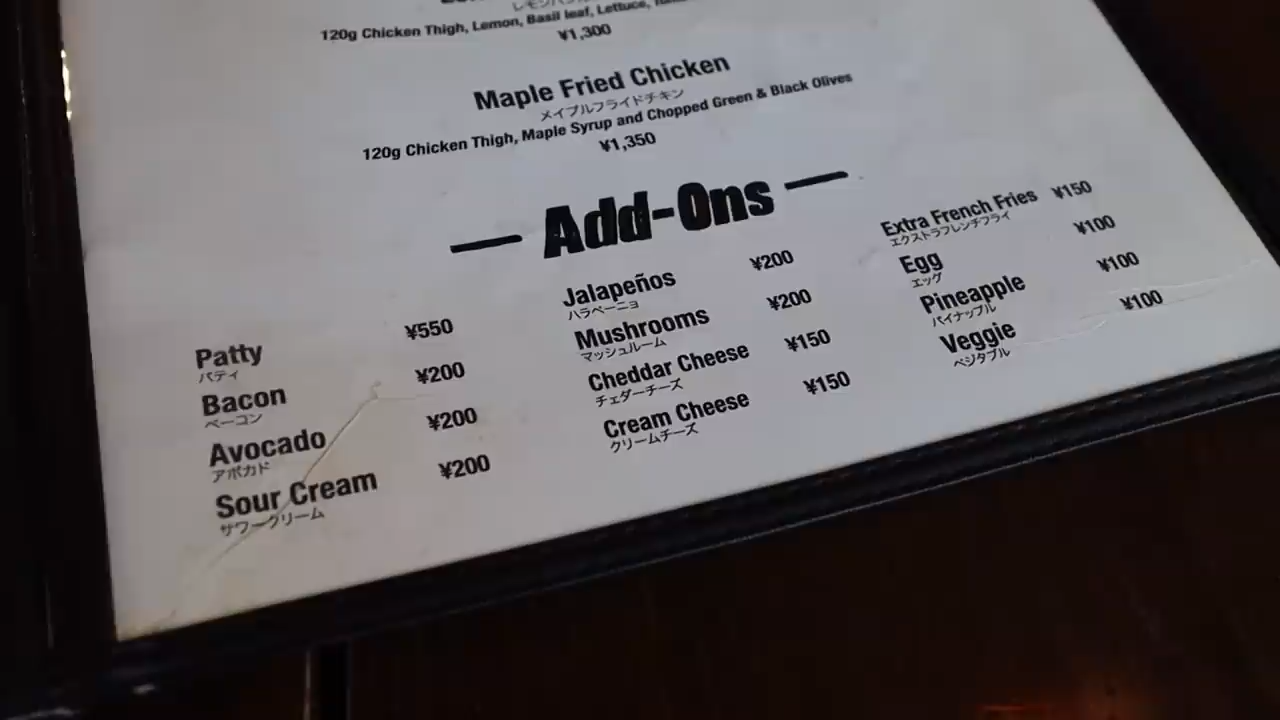 120g Chicken Thigh, Lemon, Basil leaf, Lettuce,
¥1,300
Maple Fried Chicken
メイプルフライドチキン
120g Chicken Thigh, Maple Syrup and Chopped Green & Black Olives
¥1,350
Add-Ons
Patty ¥550
パティ
Bacon ¥200
ベーコン
Avocado ¥200
アボカド
Sour Cream ¥200
サワークリーム
Jalapeños ¥200
ハラペーニョ
Mushrooms ¥200
マッシュルーム
Cheddar Cheese ¥150
チェダーチーズ
Cream Cheese ¥150
クリームチーズ
Extra French Fries ¥150
エクストラフレンチフライ
Egg ¥100
エッグ
Pineapple ¥100
パイナップル
Veggie ¥100
ベジタブル